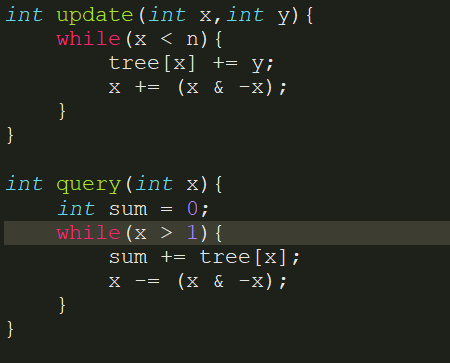 int update(int x,int y){
    while(x < n){
        tree[x] += y;
        x += (x & -x);
    }
}

int query(int x){
    int sum = 0;
    while(x > 1){
        sum += tree[x];
        x -= (x & -x);
    }
}